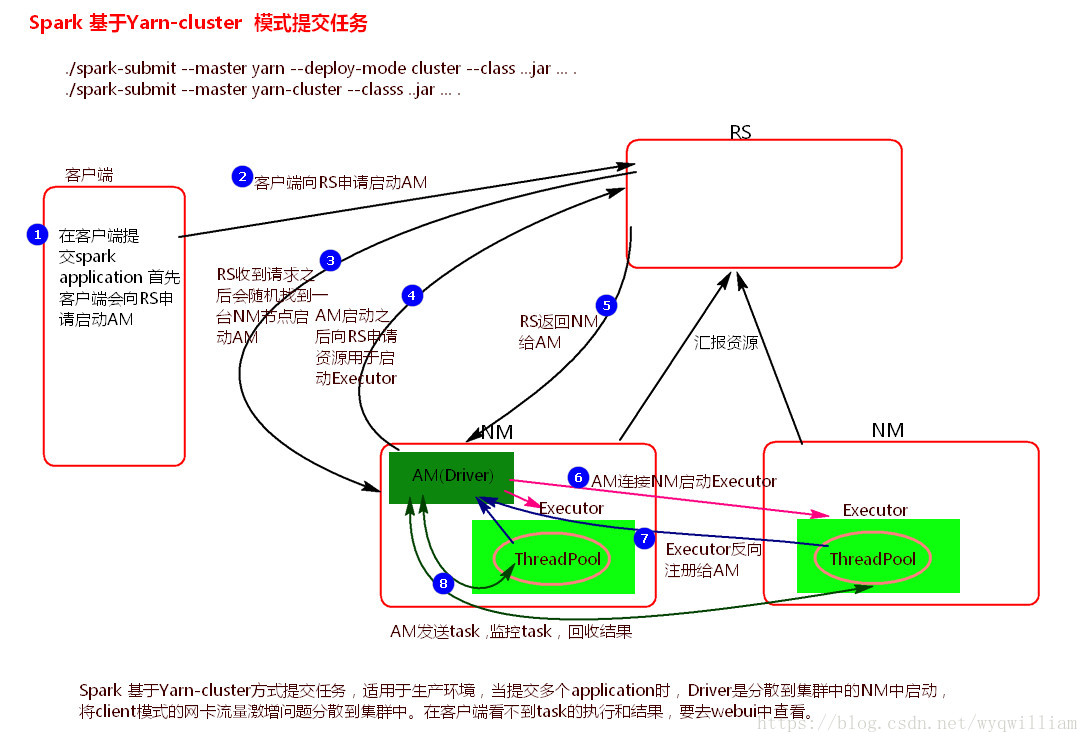 Spark 基于Yarn-cluster 模式提交任务
./spark-submit --master yarn --deploy-mode cluster --class ...jar ... .
./spark-submit --master yarn-cluster --classs ..jar ... .
RS
客户端
2 客户端向RS申请启动AM
1 在客户端提
交spark
application 首先
客户端会向RS申
请启动AM
3
RS收到请求之
后会随机找到一
台NM节点启
动AM
4
AM启动之
后向RS申请
资源用于启
动Executor
5
RS返回NM
给AM
汇报资源
NM
NM
AM(Driver)
6 AM连接NM启动Executor
Executor
Executor
7
Executor反向
注册给AM
ThreadPool
ThreadPool
8
AM发送task ,监控task，回收结果
Spark 基于Yarn-cluster方式提交任务，适用于生产环境，当提交多个application时，Driver是分散到集群中的NM中启动，
将client模式的网卡流量激增问题分散到集群中。在客户端看不到task的执行和结果，要去webui中查看。
https://blog.csdn.net/wyqwilliam